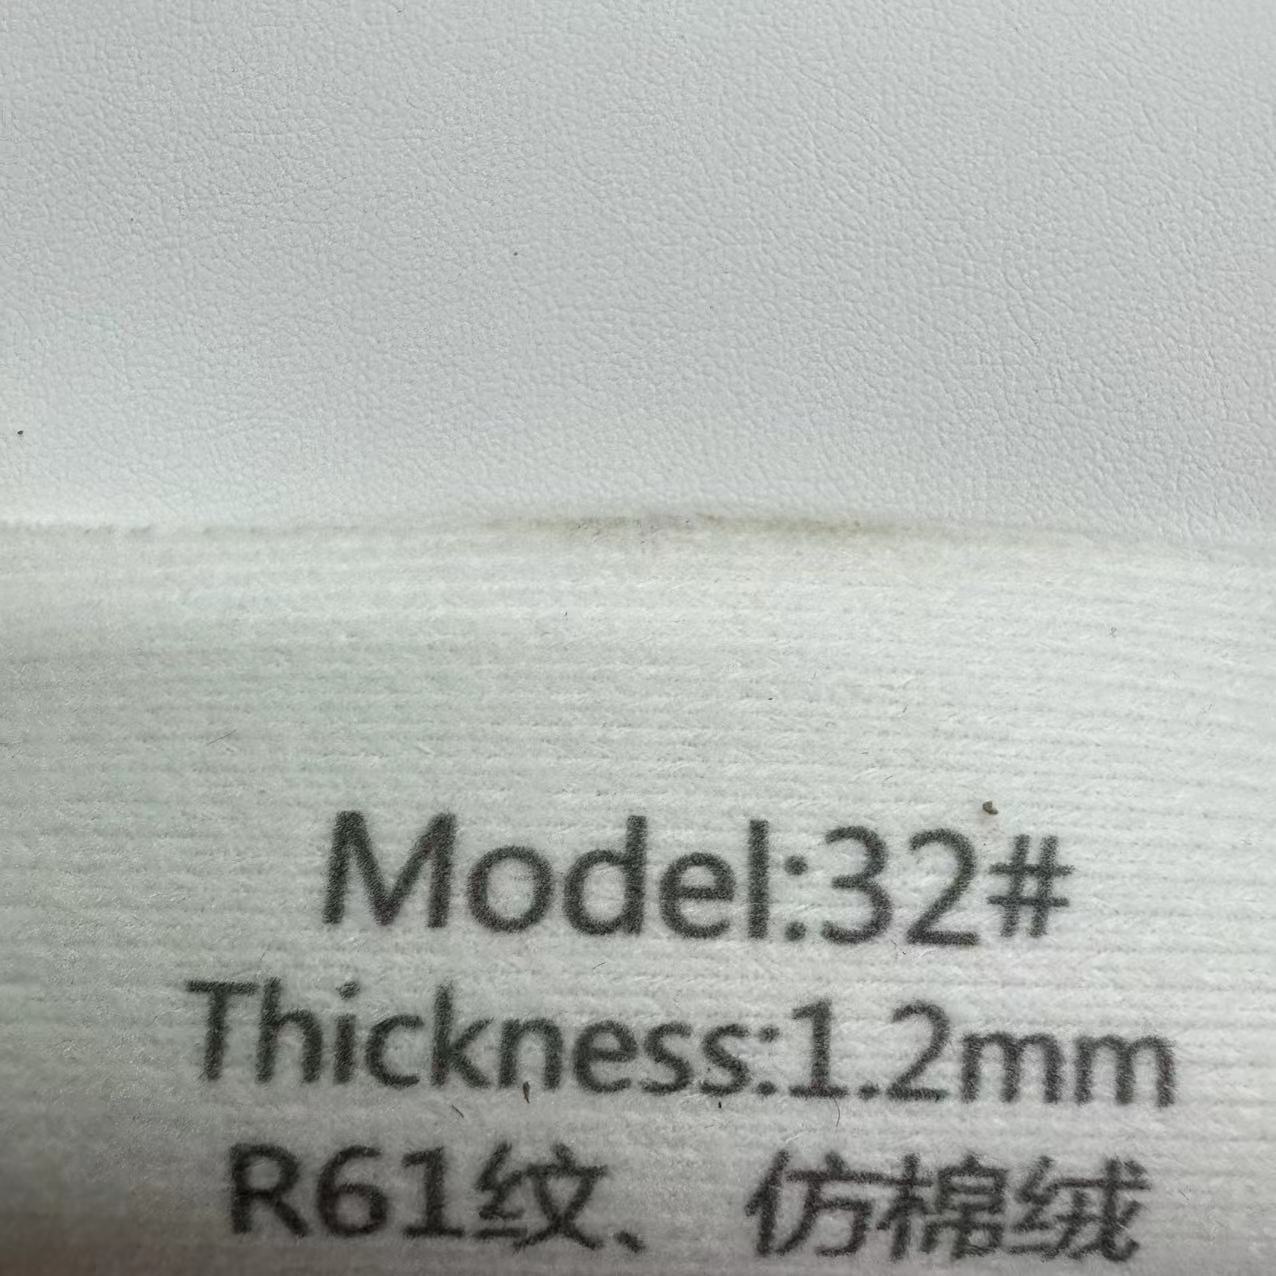 Model:32#
Thickness:1.2mm
R61纹、仿棉绒